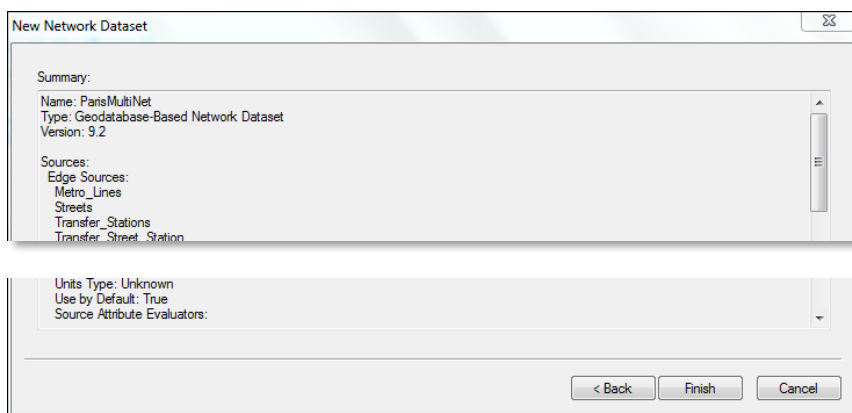 New Network Dataset
Summary:
Name: ParisMultiNet
Type: Geodatabase-Based Network Dataset
Version: 9.2
Sources:
Edge Sources:
Metro_Lines
Streets
Transfer_Stations
Transfer_Street_Station
Units Type: Unknown
Use by Default: True
Source Attribute Evaluators:
< Back Finish Cancel